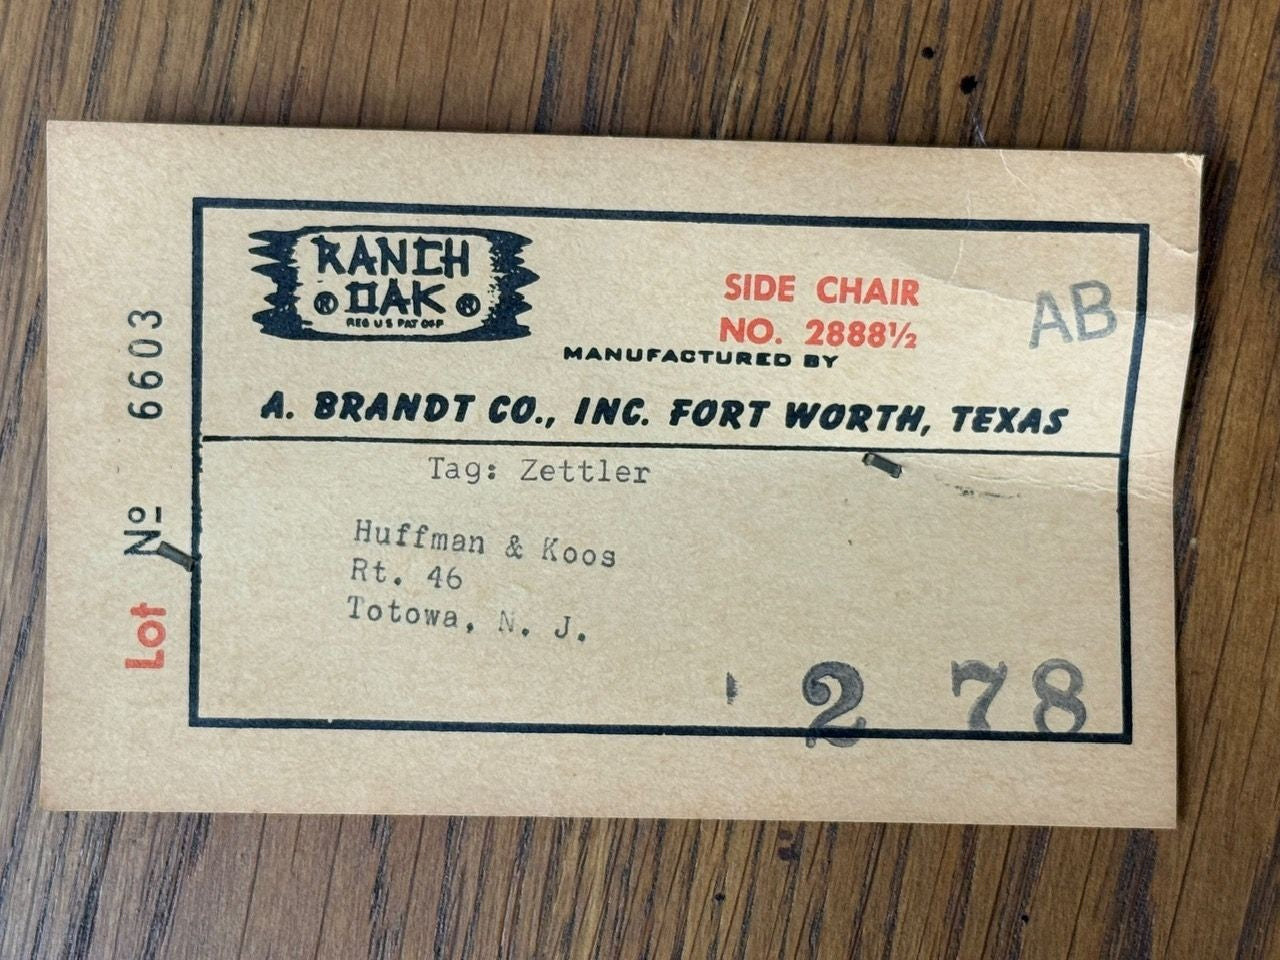 RANCH
® OAK ®
REG U S PAT OFF
SIDE CHAIR
NO. 2888½
AB
MANUFACTURED BY
A. BRANDT CO., INC. FORT WORTH, TEXAS
Tag: Zettler
Huffman & Koos
Rt. 46
Totowa, N. J.
2 78
Lot No 6603